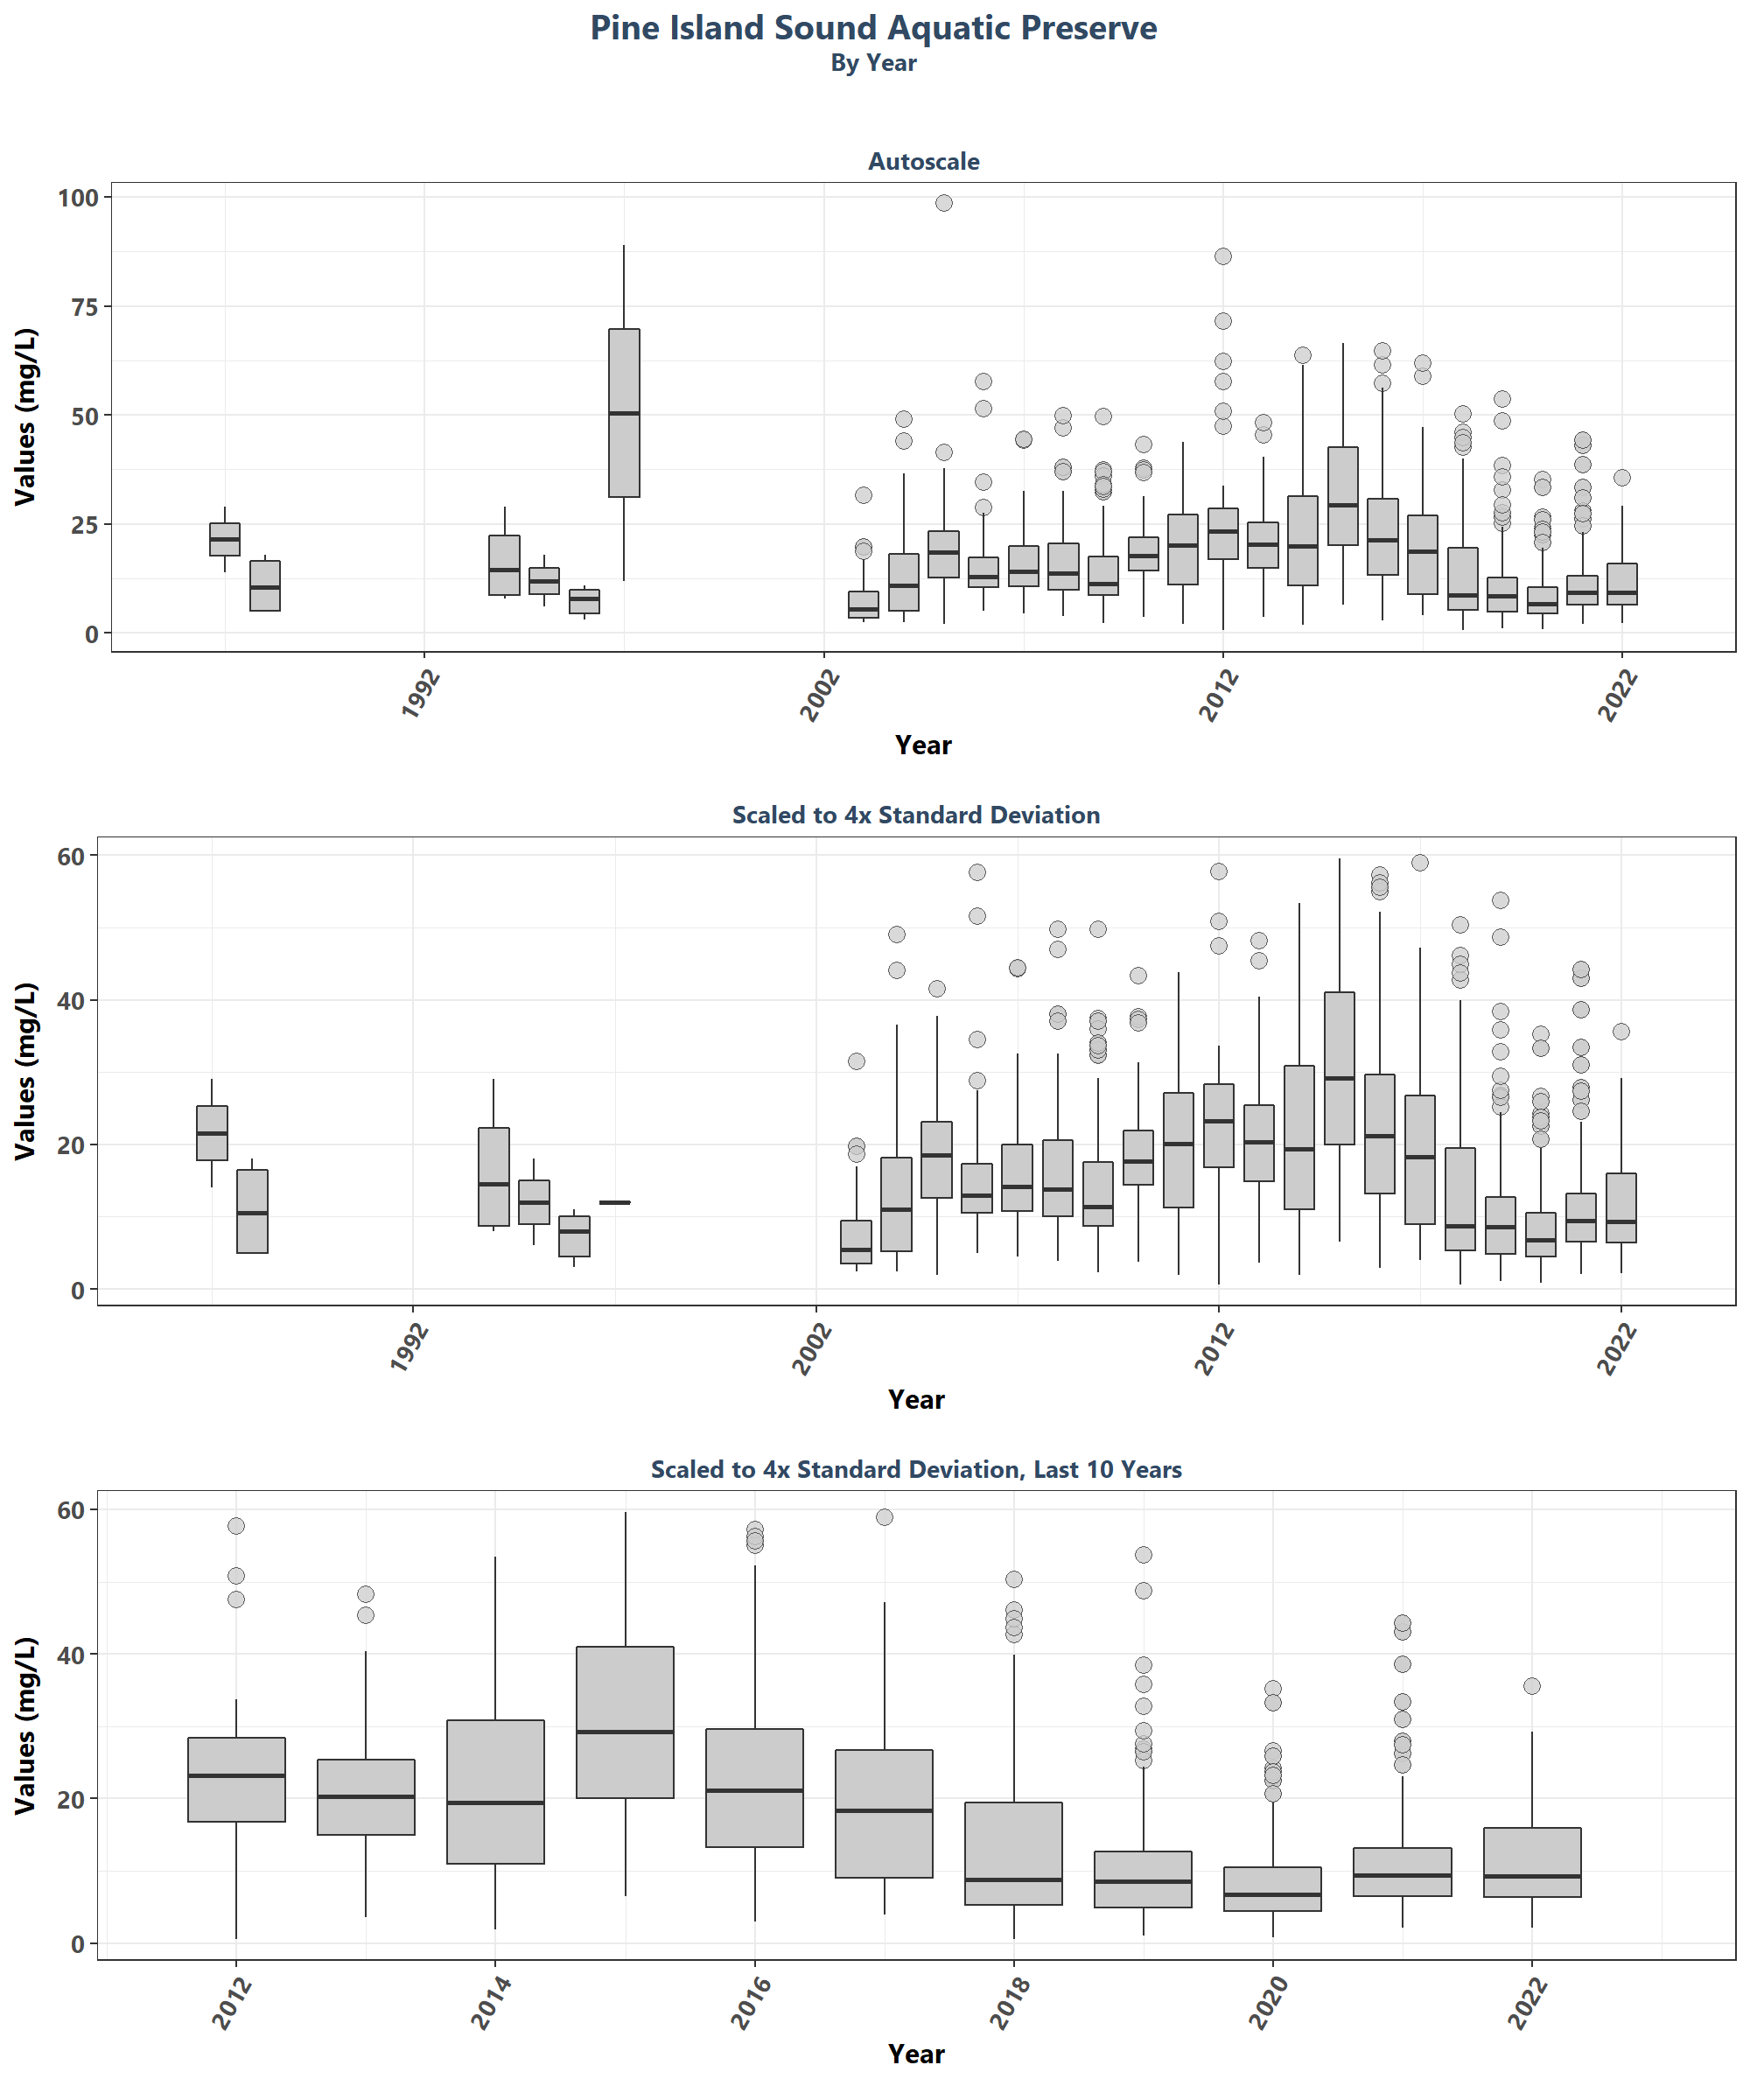 Pine Island Sound Aquatic Preserve
By Year
Autoscale
Values (mg/L)
100
75
50
25
0
1992
2002
2012
2022
Year
Scaled to 4x Standard Deviation
Values (mg/L)
60
40
20
0
1992
2002
2012
2022
Year
Scaled to 4x Standard Deviation, Last 10 Years
Values (mg/L)
60
40
20
0
2012
2014
2016
2018
2020
2022
Year